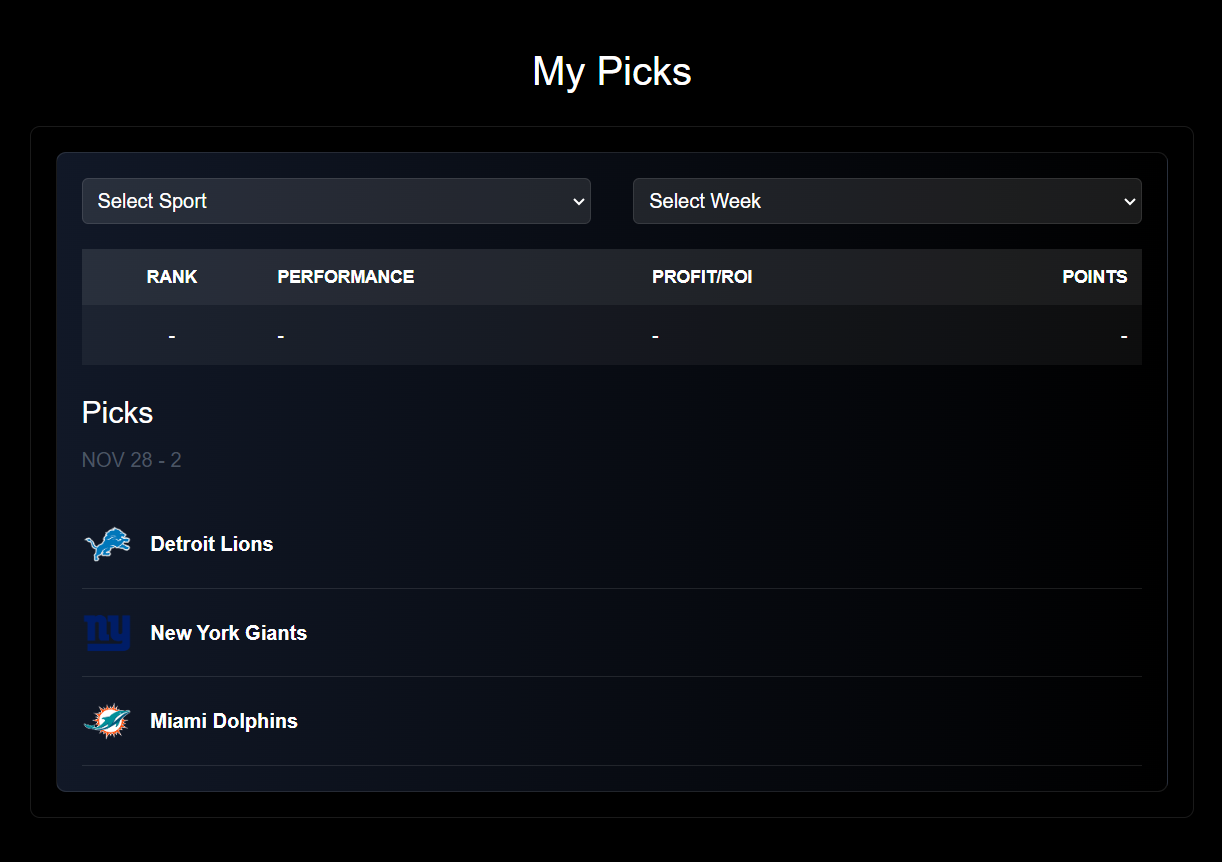 My Picks
Select Sport Select Week
RANK PERFORMANCE PROFIT/ROI POINTS
- - - -
Picks
NOV 28 - 2
Detroit Lions
ny New York Giants
Miami Dolphins